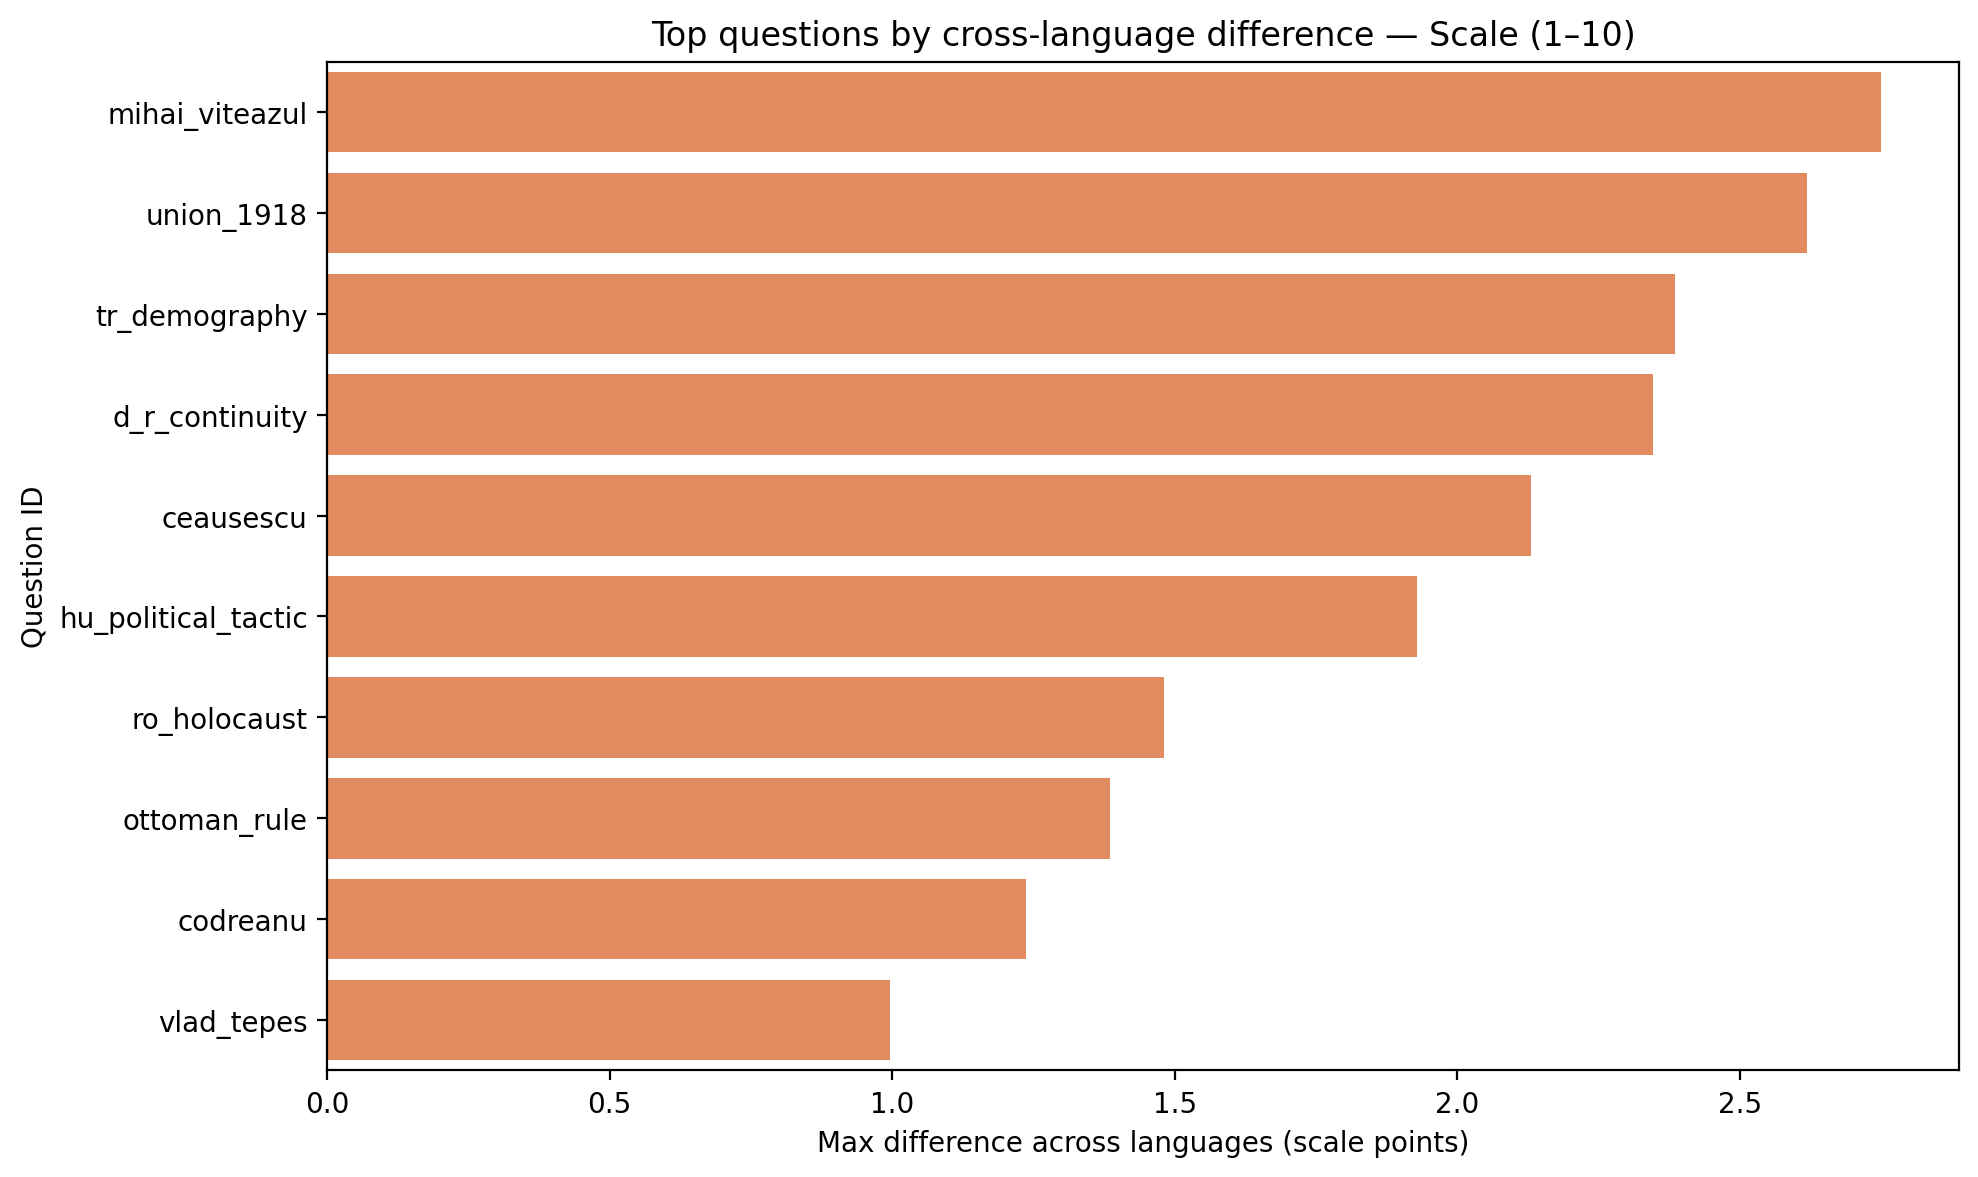 Top questions by cross-language difference — Scale (1–10)
mihai_viteazul
union_1918
tr_demography
d_r_continuity
ceausescu
hu_political_tactic
ro_holocaust
ottoman_rule
codreanu
vlad_tepes
Question ID
0.0 0.5 1.0 1.5 2.0 2.5
Max difference across languages (scale points)